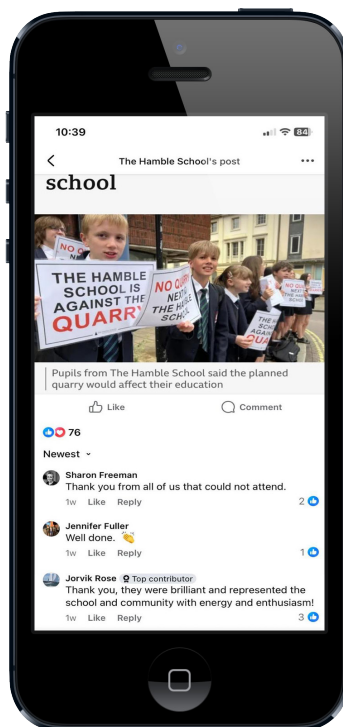 10:39
84
The Hamble School's post
school
NO
THE HAMBLE
SCHOOL IS
AGAINST THE
QUARRY
NO
NEXT
THE HAMBLE
SCHOOL
Pupils from The Hamble School said the planned
quarry would affect their education
Like
Comment
76
Newest
Sharon Freeman
Thank you from all of us that could not attend.
1w Like Reply
2
Jennifer Fuller
Well done. 👏
1w Like Reply
1
Jorvik Rose Top contributor
Thank you, they were brilliant and represented the
school and community with energy and enthusiasm!
1w Like Reply
3